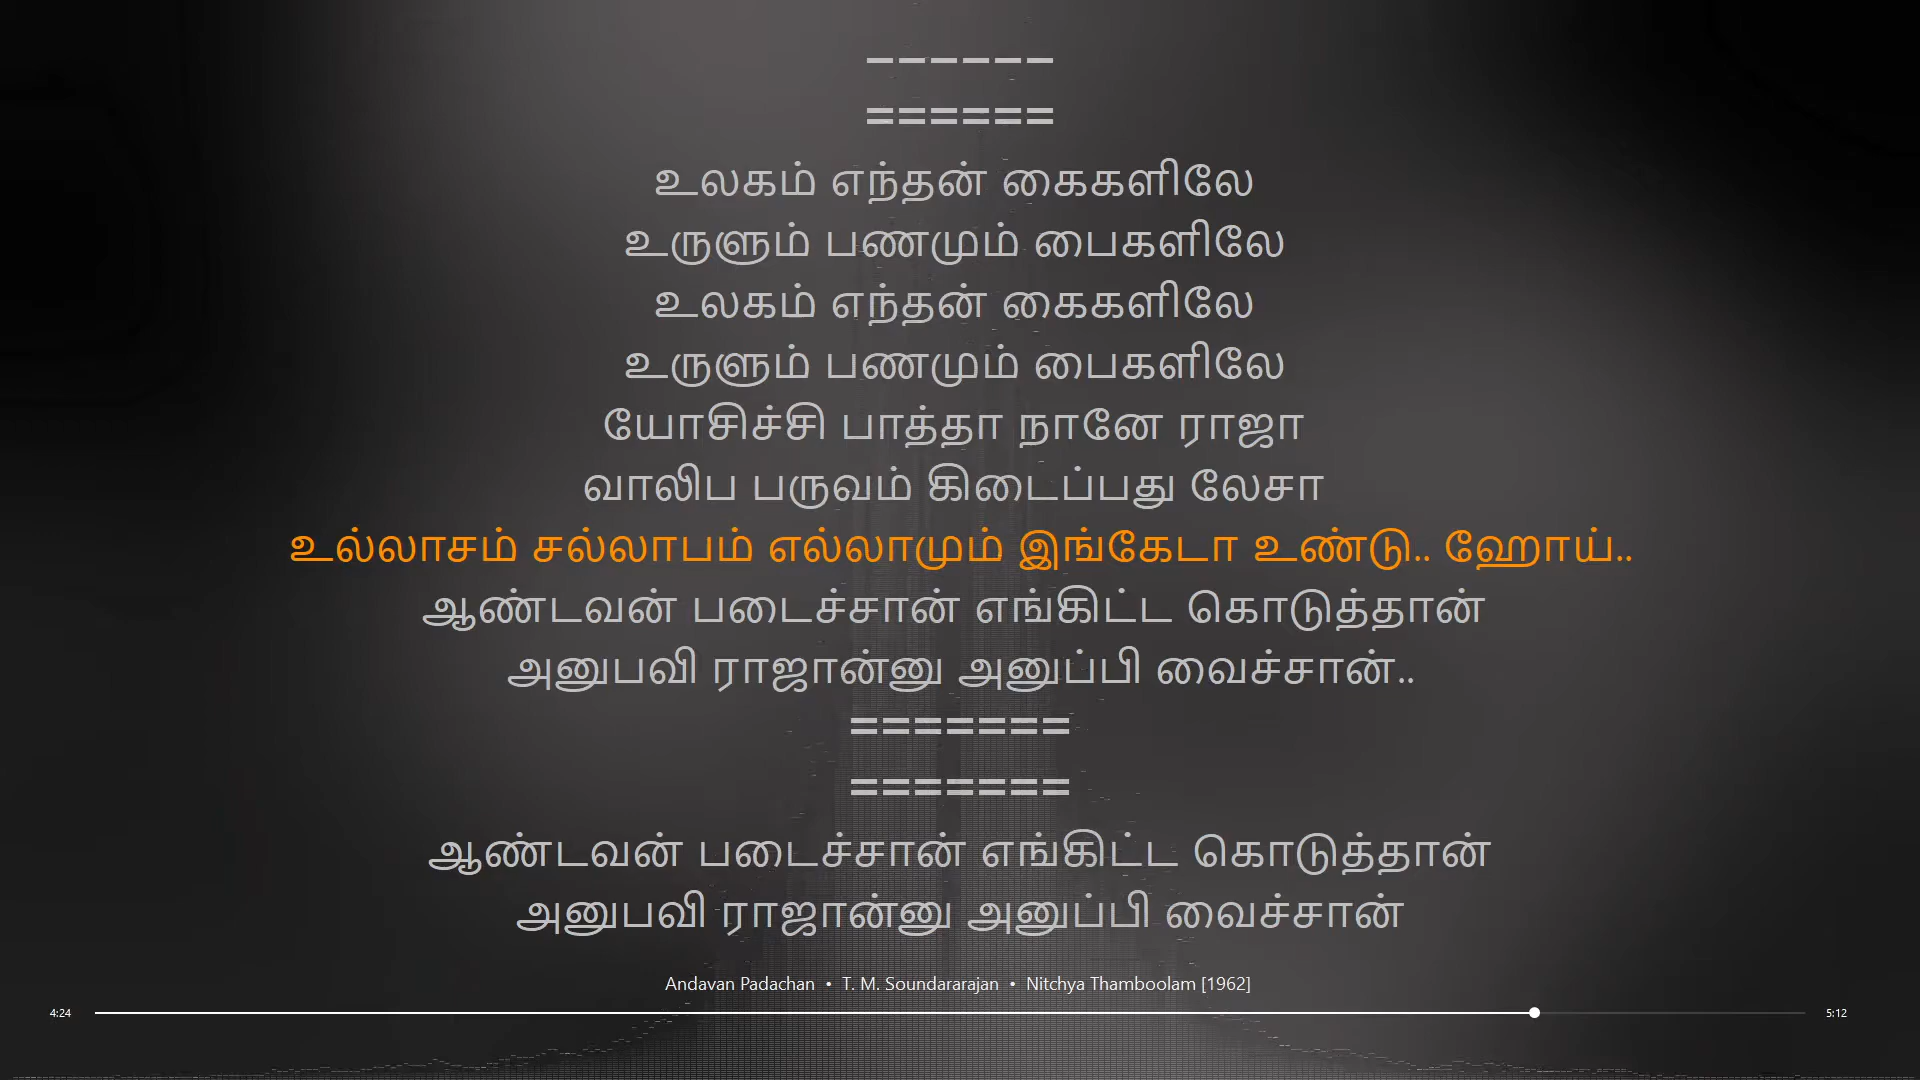 ------
======
உலகம் எந்தன் கைகளிலே
உருளும் பணமும் பைகளிலே
உலகம் எந்தன் கைகளிலே
உருளும் பணமும் பைகளிலே
யோசிச்சி பாத்தா நானே ராஜா
வாலிப பருவம் கிடைப்பது லேசா
உல்லாசம் சல்லாபம் எல்லாமும் இங்கேடா உண்டு.. ஹோய்..
ஆண்டவன் படைச்சான் எங்கிட்ட கொடுத்தான்
அனுபவி ராஜான்னு அனுப்பி வைச்சான்..
=======
=======
ஆண்டவன் படைச்சான் எங்கிட்ட கொடுத்தான்
அனுபவி ராஜான்னு அனுப்பி வைச்சான்
Andavan Padachan • T. M. Soundararajan • Nitchya Thamboolam [1962]
4:24 5:12